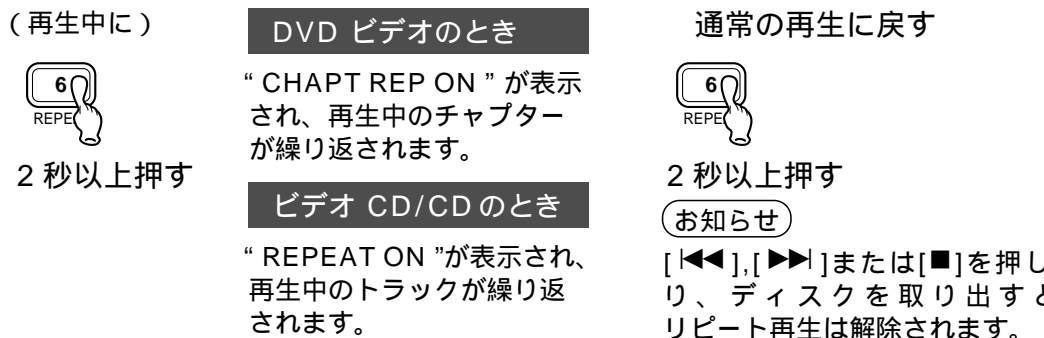 (再生中に)
6
REPE
2 秒以上押す
DVD ビデオのとき
“ CHAPT REP ON ” が表示
され、再生中のチャプター
が繰り返されます。
ビデオ CD/CD のとき
“ REPEAT ON ”が表示され、
再生中のトラックが繰り返
されます。
通常の再生に戻す
6
REPE
2 秒以上押す
お知らせ
[⏮],[⏭]または[■]を押し
り、ディスクを取り出すと
リピート再生は解除されます。